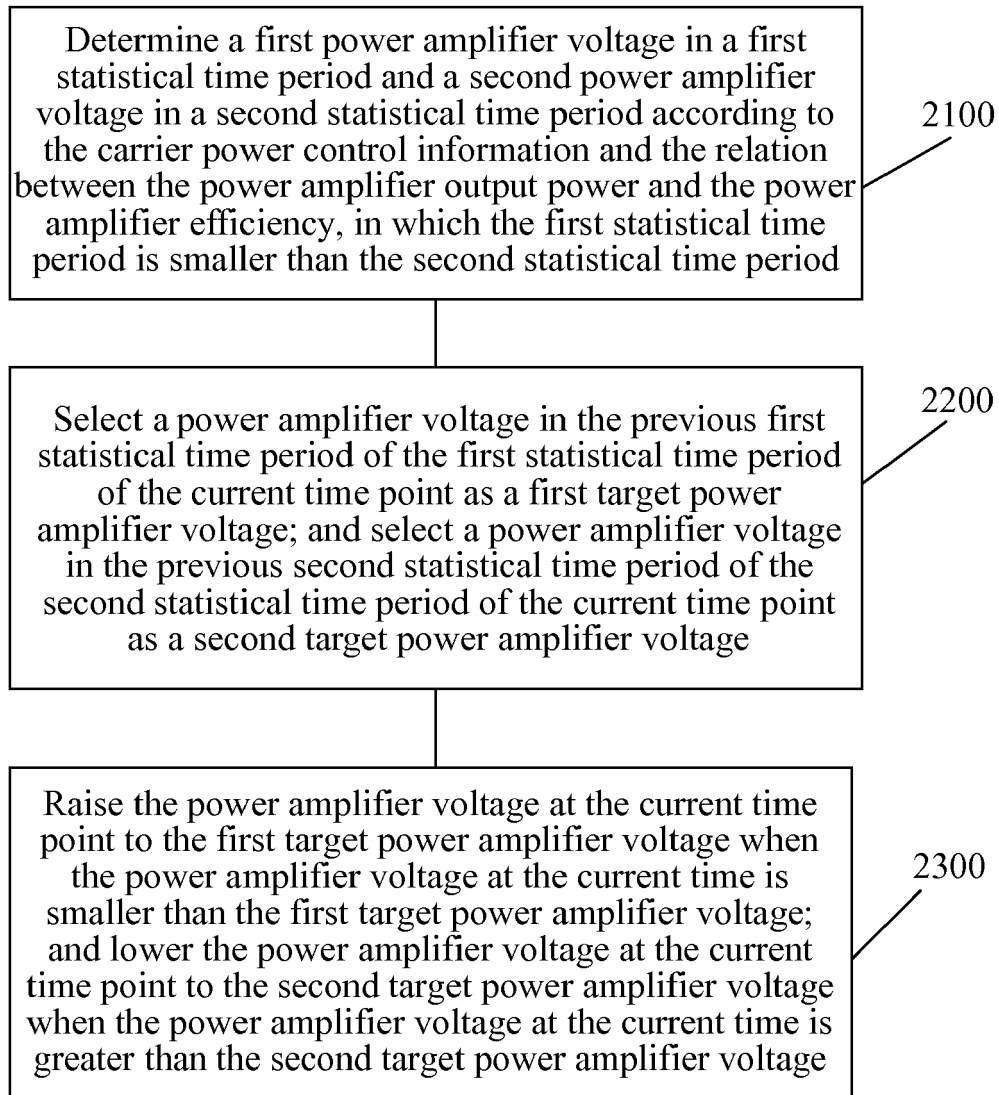 Determine a first power amplifier voltage in a first
statistical time period and a second power amplifier
voltage in a second statistical time period according to
the carrier power control information and the relation
between the power amplifier output power and the power
amplifier efficiency, in which the first statistical time
period is smaller than the second statistical time period
2100
Select a power amplifier voltage in the previous first
statistical time period of the first statistical time period
of the current time point as a first target power
amplifier voltage; and select a power amplifier voltage
in the previous second statistical time period of the
second statistical time period of the current time point
as a second target power amplifier voltage
2200
Raise the power amplifier voltage at the current time
point to the first target power amplifier voltage when
the power amplifier voltage at the current time is
smaller than the first target power amplifier voltage;
and lower the power amplifier voltage at the current
time point to the second target power amplifier voltage
when the power amplifier voltage at the current time is
greater than the second target power amplifier voltage
2300